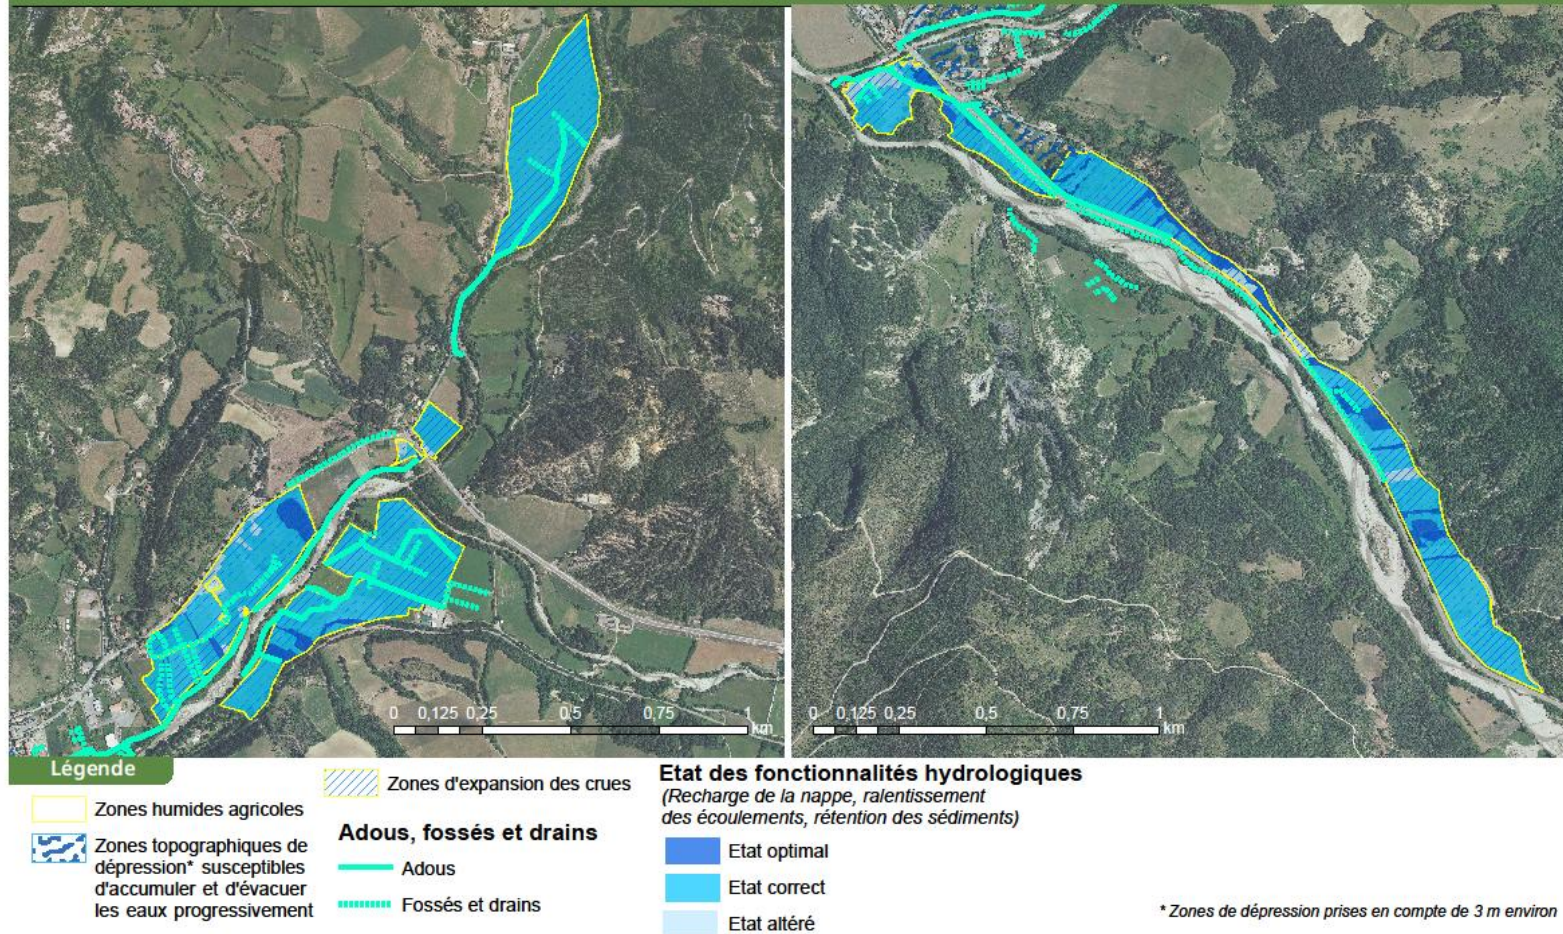 0 0,125 0,25 0,5 0,75 1
km
0 0,125 0,25 0,5 0,75 1
km
Légende
Zones humides agricoles
Zones topographiques de
dépression* susceptibles
d'accumuler et d'évacuer
les eaux progressivement
Zones d'expansion des crues
Adous, fossés et drains
Adous
Fossés et drains
Etat des fonctionnalités hydrologiques
(Recharge de la nappe, ralentissement
des écoulements, rétention des sédiments)
Etat optimal
Etat correct
Etat altéré
* Zones de dépression prises en compte de 3 m environ